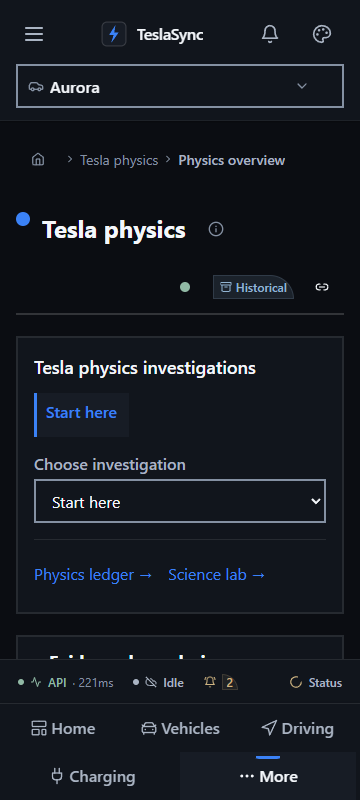 TeslaSync
Aurora
Tesla physics
Physics overview
Tesla physics
Historical
Tesla physics investigations
Start here
Choose investigation
Start here
Physics ledger →
Science lab →
API · 221ms
Idle
2
Status
Home
Vehicles
Driving
Charging
More